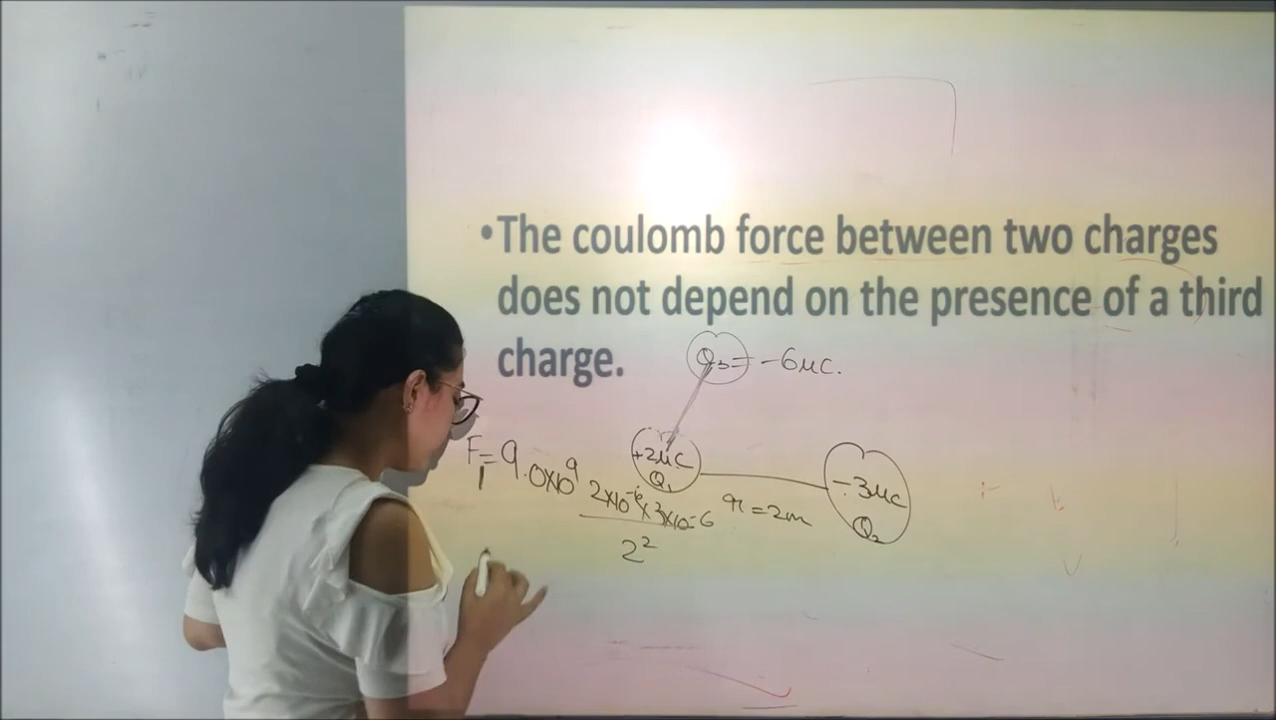 •The coulomb force between two charges
does not depend on the presence of a third
charge.
Q3 = -6μC.
+2μC
Q1
r = 2m
-3μC
Q2
F1 = 9.0×10^9 2×10^-6 × 3×10^-6
2^2